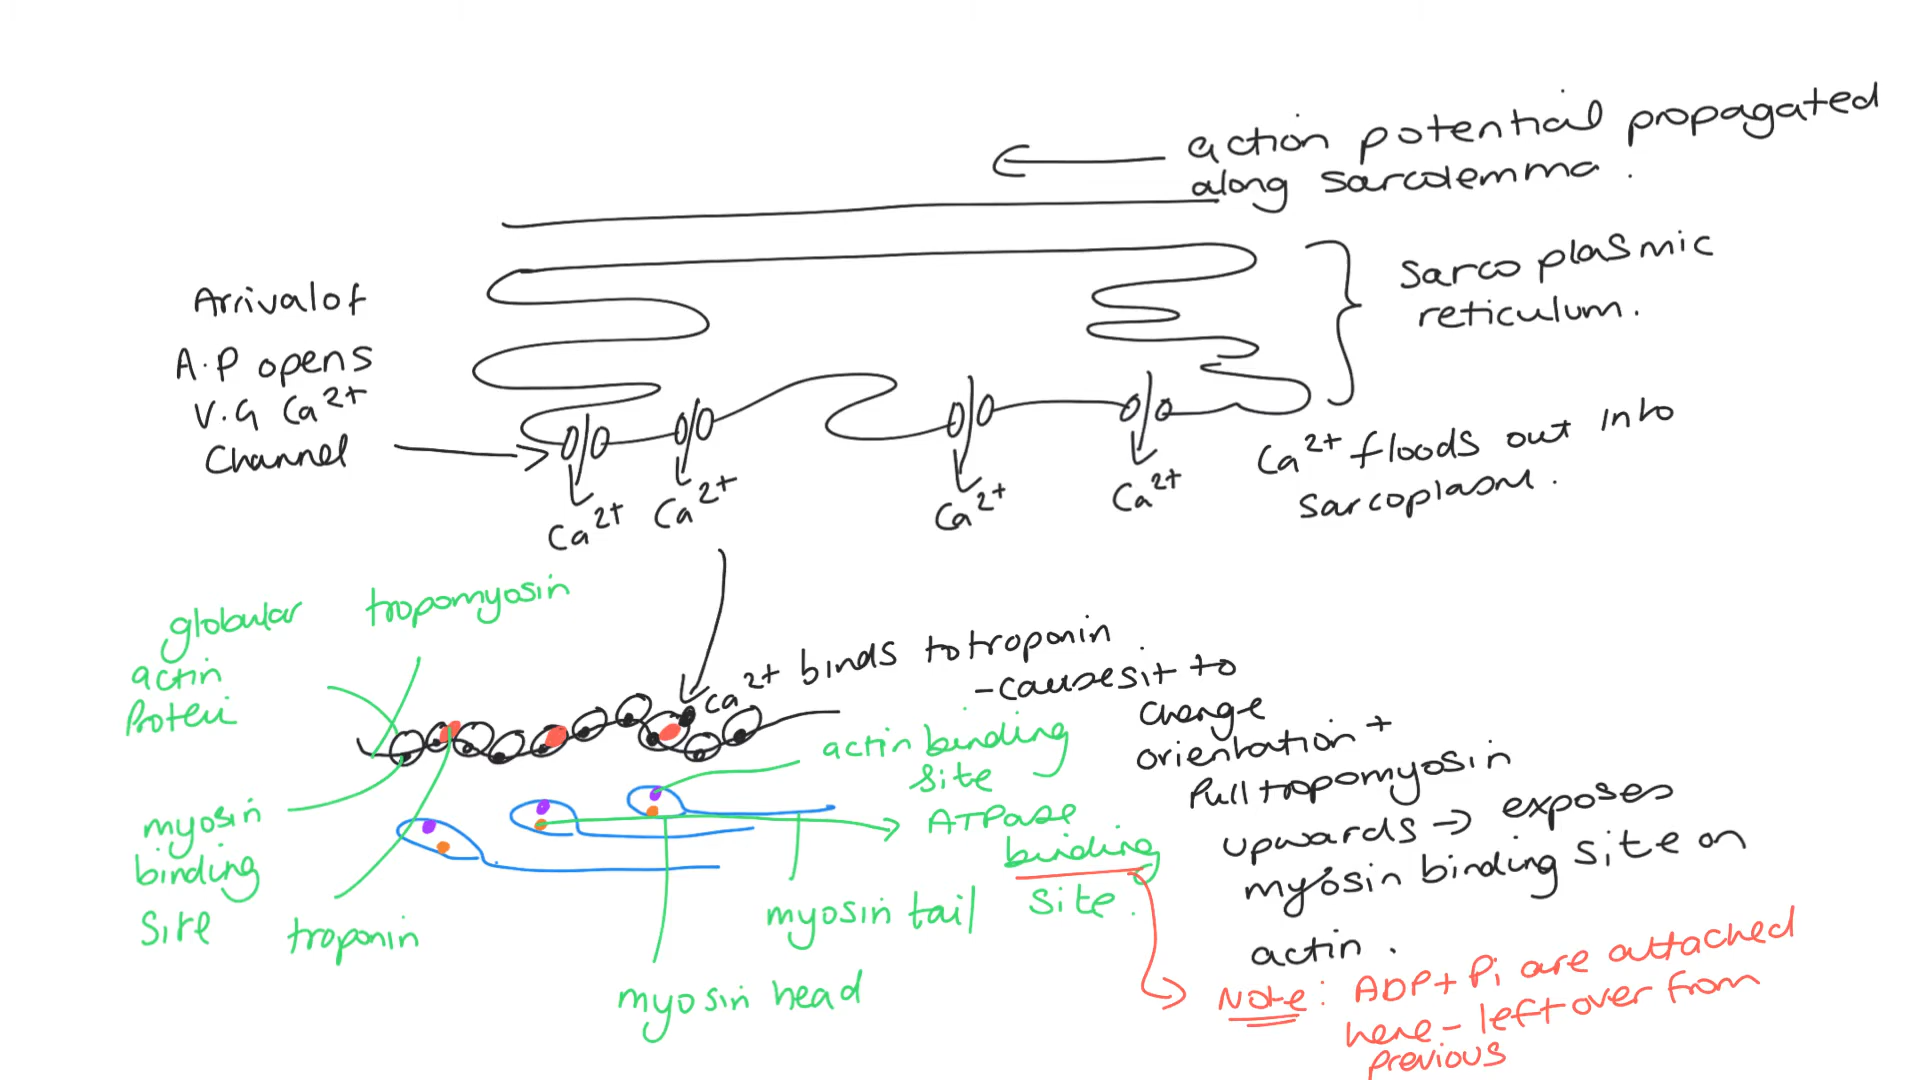 action potential propagated
along sarcolemma.
Sarcoplasmic
reticulum.
Arrival of
A.P opens
V.G Ca2+
Channel
Ca2+
Ca2+
Ca2+
Ca2+
Ca2+ floods out into
sarcoplasm.
globular
actin
Protein
tropomyosin
Ca2+ binds to troponin
- causes it to
change
orientation +
Pull tropomyosin
upwards → exposes
myosin binding site on
actin.
actin binding
site
ATPase
binding
site.
myosin
binding
site
troponin
myosin tail
myosin head
Note: ADP + Pi are attached
here - left over from
previous